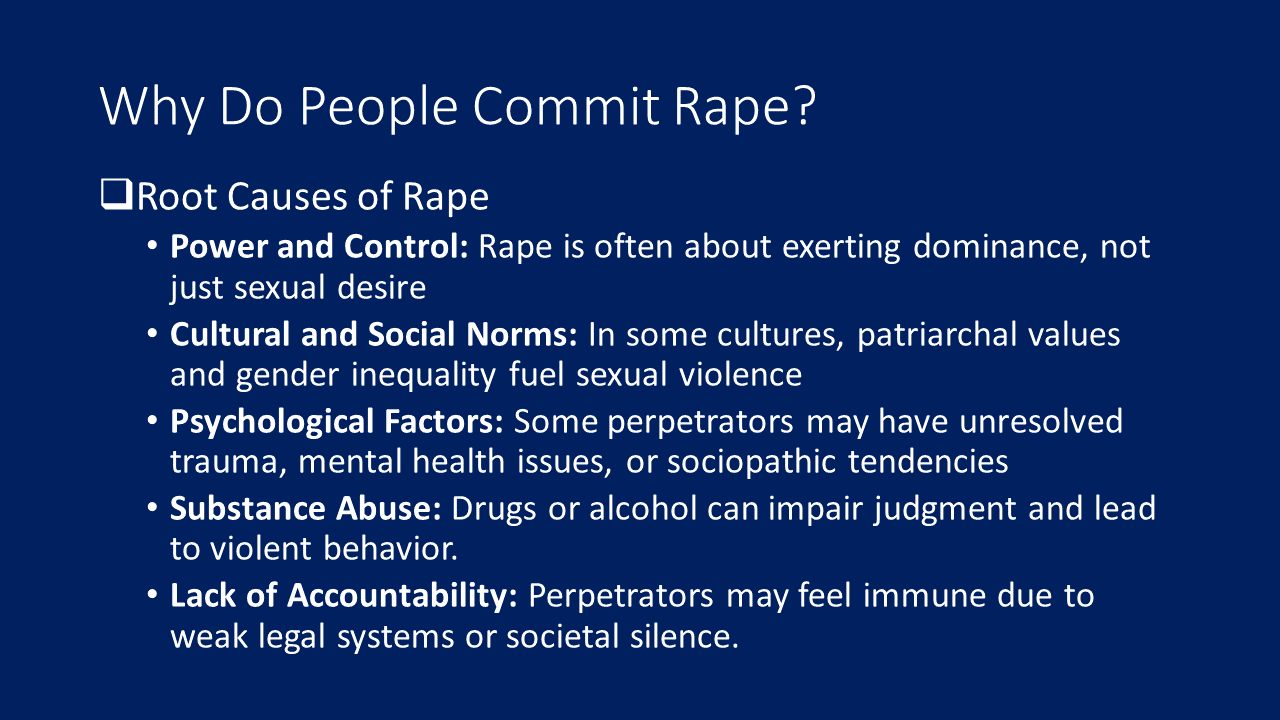 Why Do People Commit Rape?
❑Root Causes of Rape
• Power and Control: Rape is often about exerting dominance, not
just sexual desire
• Cultural and Social Norms: In some cultures, patriarchal values
and gender inequality fuel sexual violence
• Psychological Factors: Some perpetrators may have unresolved
trauma, mental health issues, or sociopathic tendencies
• Substance Abuse: Drugs or alcohol can impair judgment and lead
to violent behavior.
• Lack of Accountability: Perpetrators may feel immune due to
weak legal systems or societal silence.